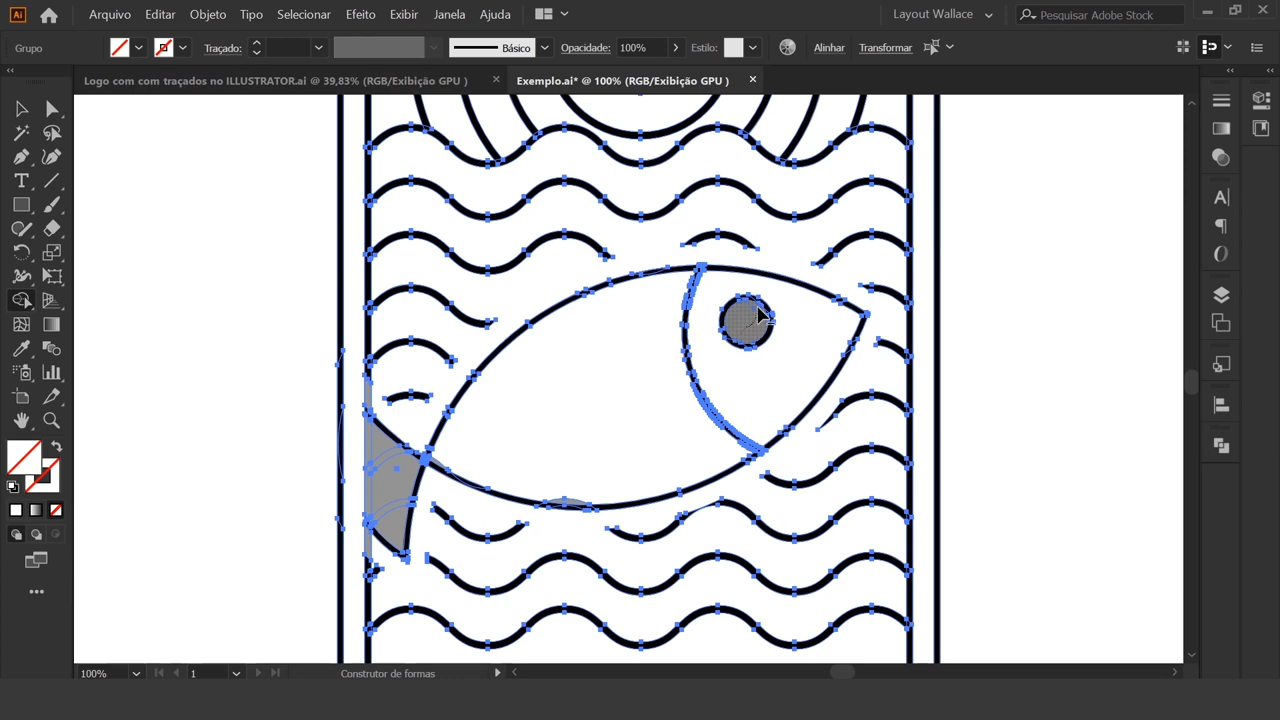 Ai Arquivo Editar Objeto Tipo Selecionar Efeito Exibir Janela Ajuda Layout Wallace Pesquisar Adobe Stock
Grupo Traçado: Básico Opacidade: 100% Estilo: Alinhar Transformar
Logo com com traçados no ILLUSTRATOR.ai @ 39,83% (RGB/Exibição GPU ) Exemplo.ai* @ 100% (RGB/Exibição GPU )
100% 1 Construtor de formas